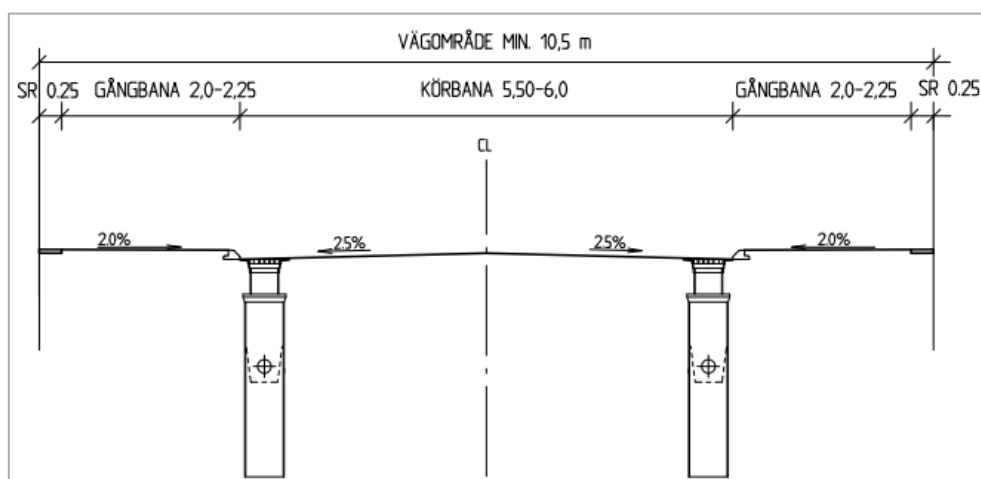 VÄGOMRÅDE MIN. 10,5 m
SR 0.25 GÅNGBANA 2,0-2,25 KÖRBANA 5,50-6,0 GÅNGBANA 2,0-2,25 SR 0.25
CL
2.0% 2.5% 2.5% 2.0%